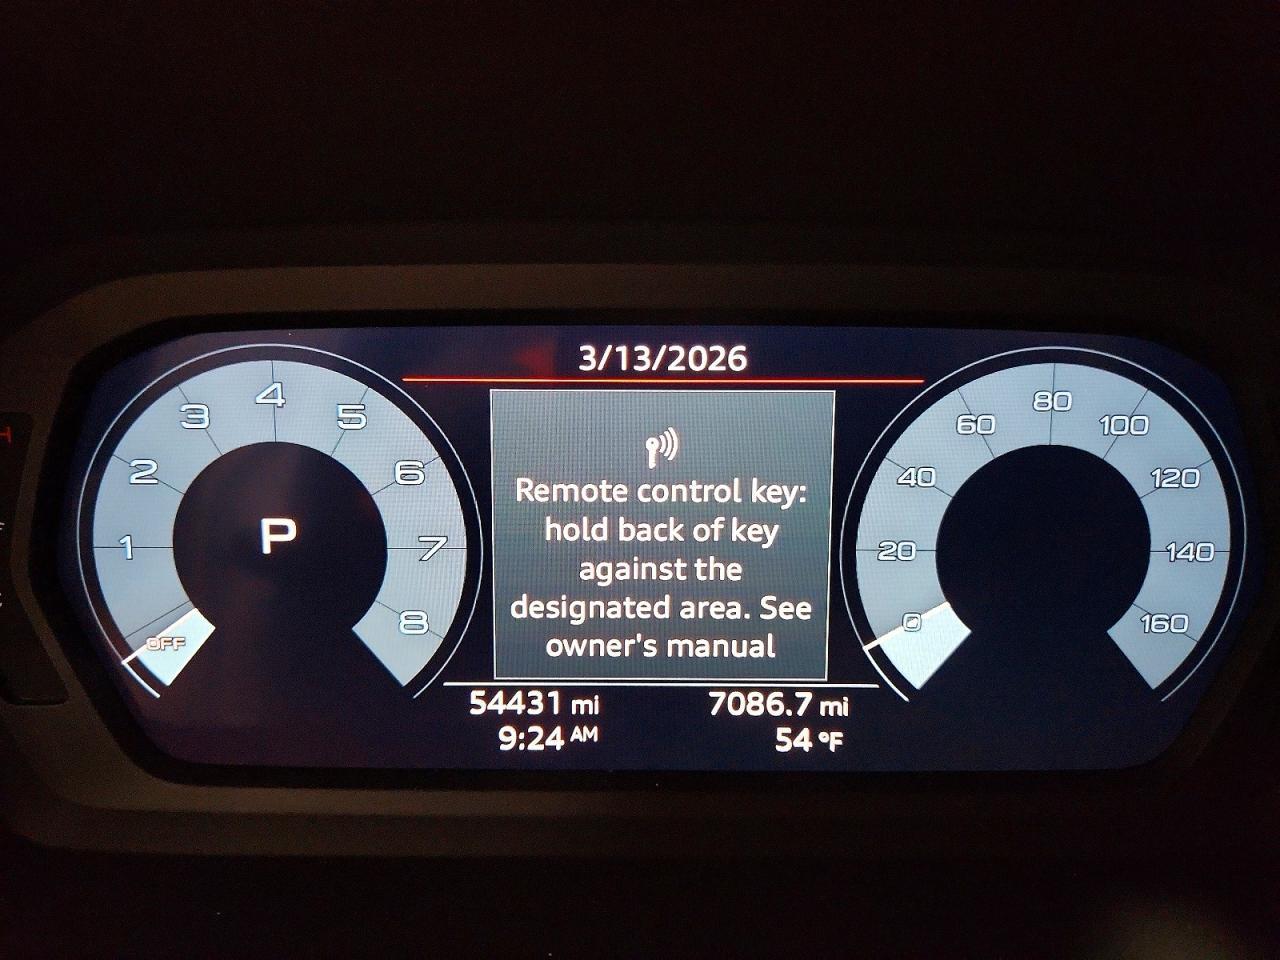 3/13/2026
1
2
3
4
5
6
7
8
OFF
P
Remote control key:
hold back of key
against the
designated area. See
owner's manual
0
20
40
60
80
100
120
140
160
54431 mi
7086.7 mi
9:24 AM
54 °F